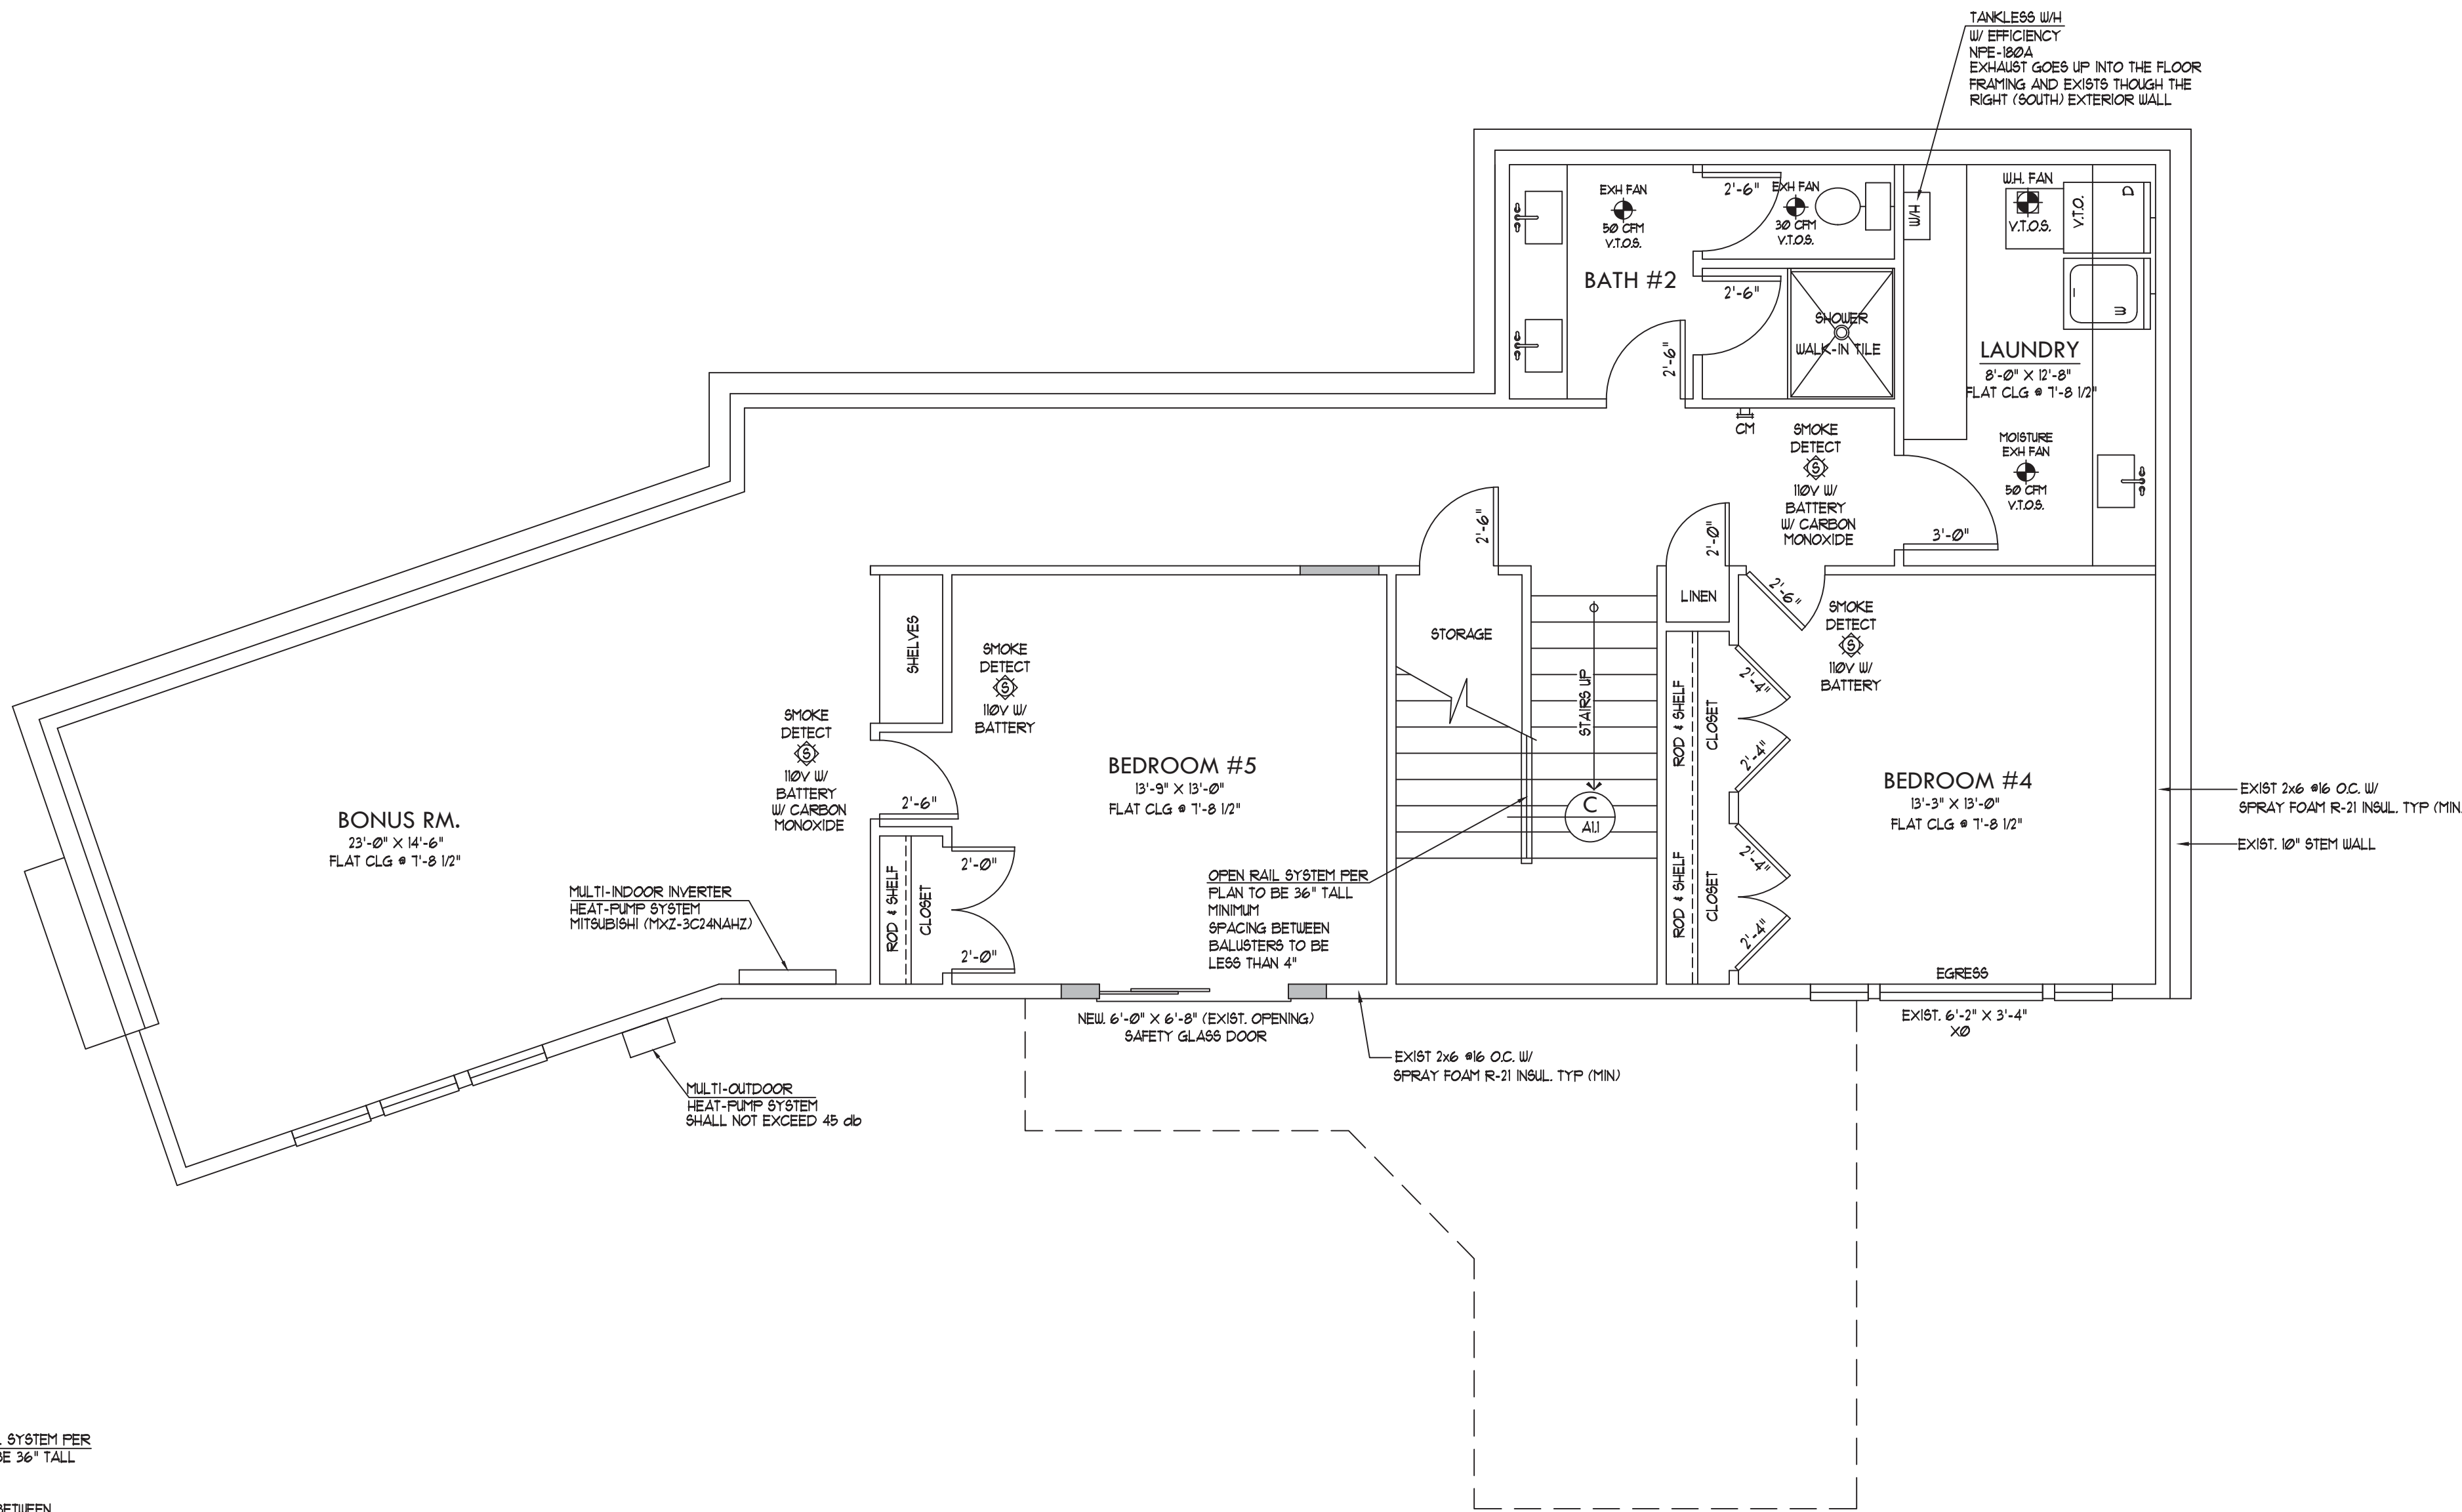 TANKLESS W/H
W/ EFFICIENCY
NPE-180A
EXHAUST GOES UP INTO THE FLOOR
FRAMING AND EXISTS THOUGH THE
RIGHT (SOUTH) EXTERIOR WALL
EXH FAN
50 CFM
V.T.O.S.
BATH #2
2'-6"
EXH FAN
30 CFM
V.T.O.S.
2'-6"
2'-6"
SHOWER
WALK-IN TILE
W/H
W.H. FAN
V.T.O.S.
V.T.O.
D
W
LAUNDRY
8'-0" X 12'-8"
FLAT CLG @ 7'-8 1/2"
MOISTURE
EXH FAN
50 CFM
V.T.O.S.
3'-0"
CM
SMOKE
DETECT
S
110V W/
BATTERY
W/ CARBON
MONOXIDE
2'-6"
2'-0"
2'-6"
LINEN
STORAGE
STAIRS UP
SHELVES
SMOKE
DETECT
S
110V W/
BATTERY
SMOKE
DETECT
S
110V W/
BATTERY
W/ CARBON
MONOXIDE
SMOKE
DETECT
S
110V W/
BATTERY
BONUS RM.
23'-0" X 14'-6"
FLAT CLG @ 7'-8 1/2"
BEDROOM #5
13'-9" X 13'-0"
FLAT CLG @ 7'-8 1/2"
BEDROOM #4
13'-3" X 13'-0"
FLAT CLG @ 7'-8 1/2"
2'-6"
2'-0"
2'-0"
ROD & SHELF
CLOSET
C
A1.1
ROD & SHELF
CLOSET
ROD & SHELF
CLOSET
2'-4"
2'-4"
2'-4"
2'-4"
EXIST 2x6 @16 O.C. W/
SPRAY FOAM R-21 INSUL. TYP (MIN
EXIST. 10" STEM WALL
MULTI-INDOOR INVERTER
HEAT-PUMP SYSTEM
MITSUBISHI (MXZ-3C24NAHZ)
OPEN RAIL SYSTEM PER
PLAN TO BE 36" TALL
MINIMUM
SPACING BETWEEN
BALUSTERS TO BE
LESS THAN 4"
EGRESS
EXIST. 6'-2" X 3'-4"
XO
NEW. 6'-0" X 6'-8" (EXIST. OPENING)
SAFETY GLASS DOOR
EXIST 2x6 @16 O.C. W/
SPRAY FOAM R-21 INSUL. TYP (MIN)
MULTI-OUTDOOR
HEAT-PUMP SYSTEM
SHALL NOT EXCEED 45 db
SYSTEM PER
BE 36" TALL
BETWEEN